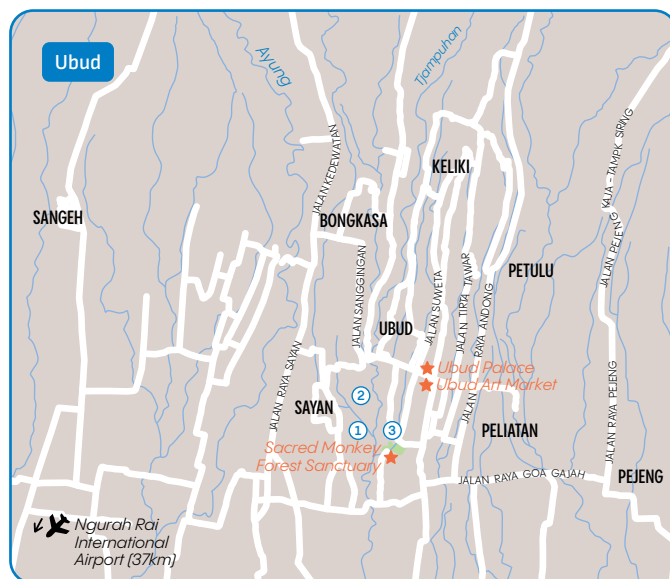 Ubud
Ayung
Tjampuhan
JALAN KEDEWATAN
KELIKI
JALAN PEJENG KAJA - TAMPK SIRING
SANGEH
BONGKASA
JALAN SANGGINGAN
JALAN SUWETA
JALAN TIRTA TAWAR
JALAN RAYA ANDONG
PETULU
UBUD
JALAN RAYA SAYAN
Ubud Palace
Ubud Art Market
2
SAYAN
1
3
PELIATAN
JALAN RAYA PEJENG
Sacred Monkey
Forest Sanctuary
JALAN RAYA GOA GAJAH
PEJENG
Ngurah Rai
International
Airport (37km)